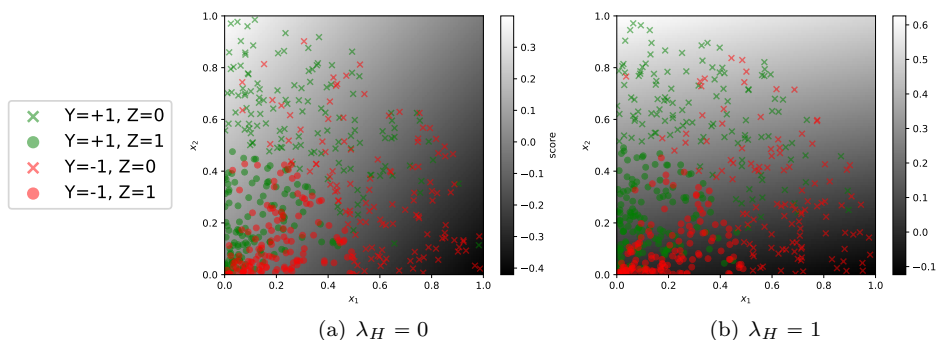 Y=+1, Z=0
Y=+1, Z=1
Y=-1, Z=0
Y=-1, Z=1
1.0
0.8
0.6
0.4
0.2
0.0
x₂
0.0 0.2 0.4 0.6 0.8 1.0
x₁
0.3
0.2
0.1
0.0
−0.1
−0.2
−0.3
−0.4
score
(a) λ_H = 0
1.0
0.8
0.6
0.4
0.2
0.0
x₂
0.0 0.2 0.4 0.6 0.8 1.0
x₁
0.6
0.5
0.4
0.3
0.2
0.1
0.0
−0.1
score
(b) λ_H = 1